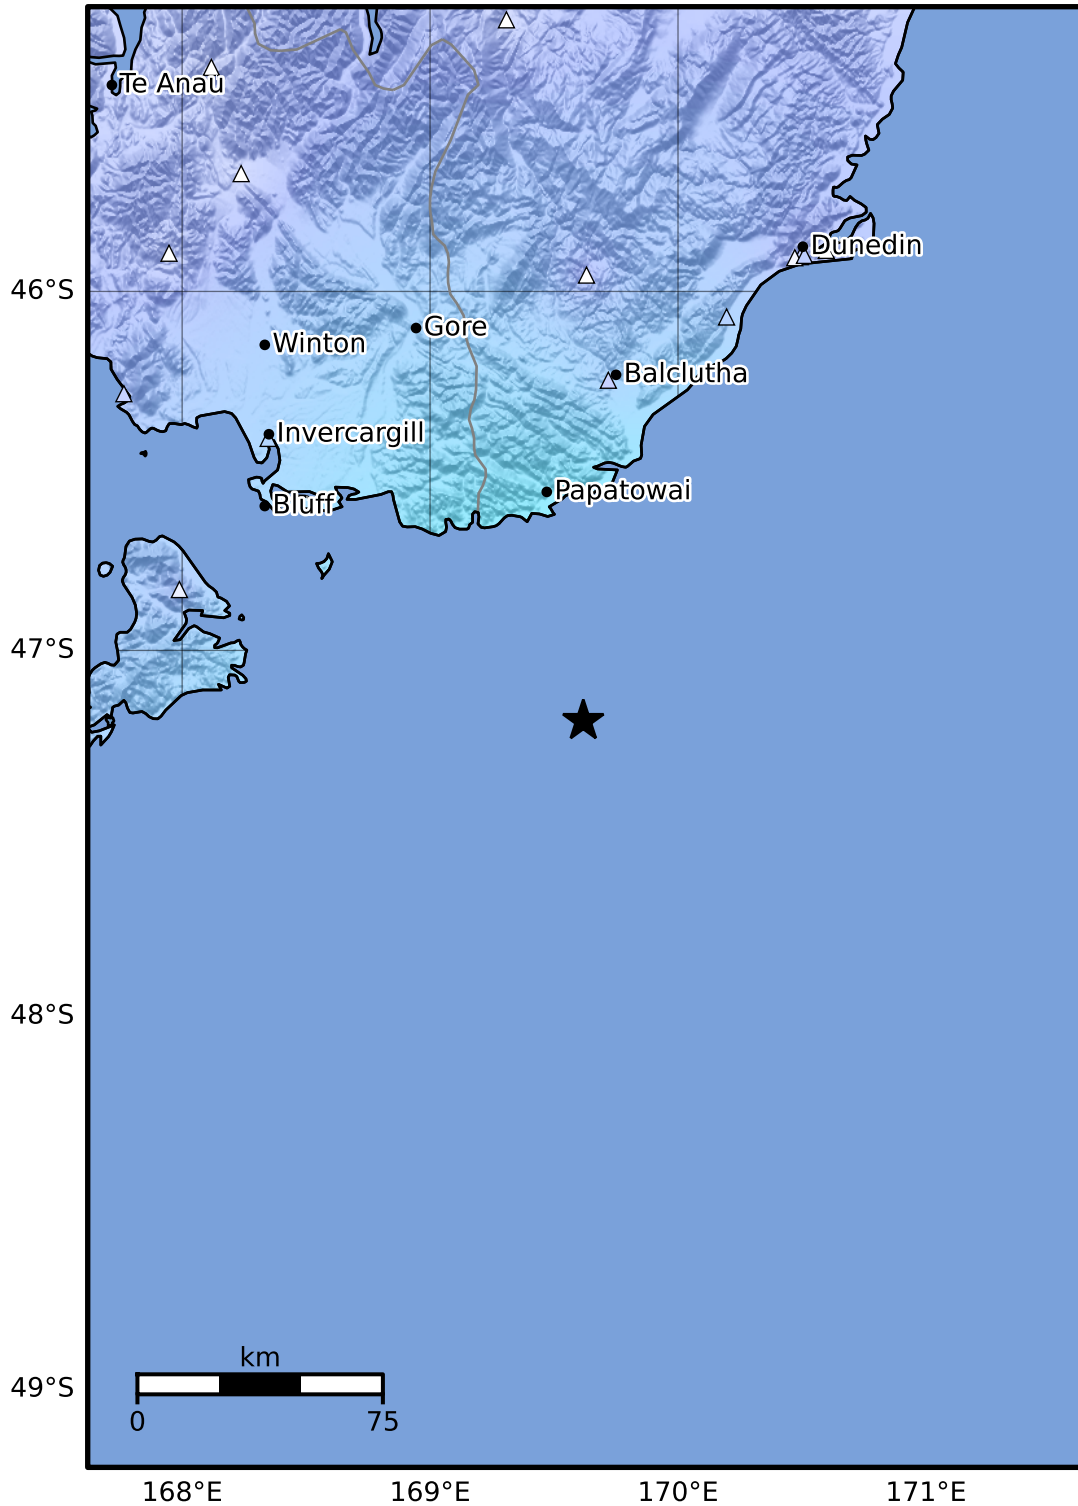 Te Anau
Dunedin
46°S
Gore
Winton
Balclutha
Invercargill
Papatowai
Bluff
47°S
48°S
km
49°S
0
75
168°E
169°E
170°E
171°E